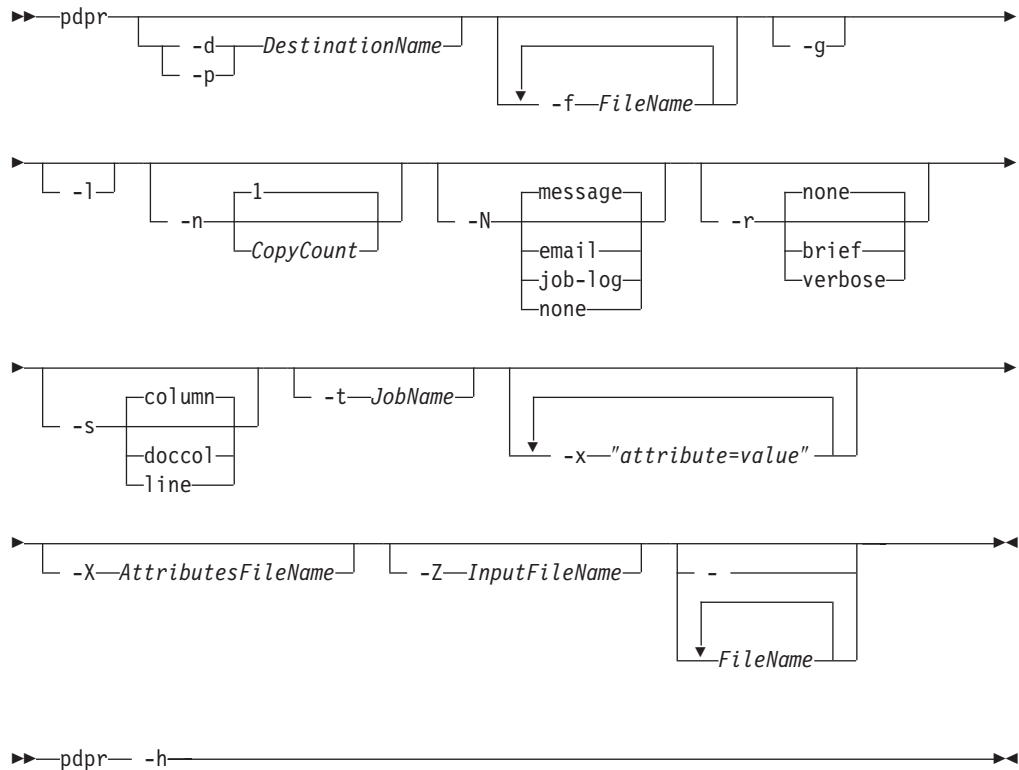 pdpr -d DestinationName -g
-p
-f FileName
-l 1 message none
-n -N -r
CopyCount email brief
job-log verbose
none
column -t JobName
-s
doccol -x "attribute=value"
line
-X AttributesFileName -Z InputFileName
-
FileName
pdpr -h